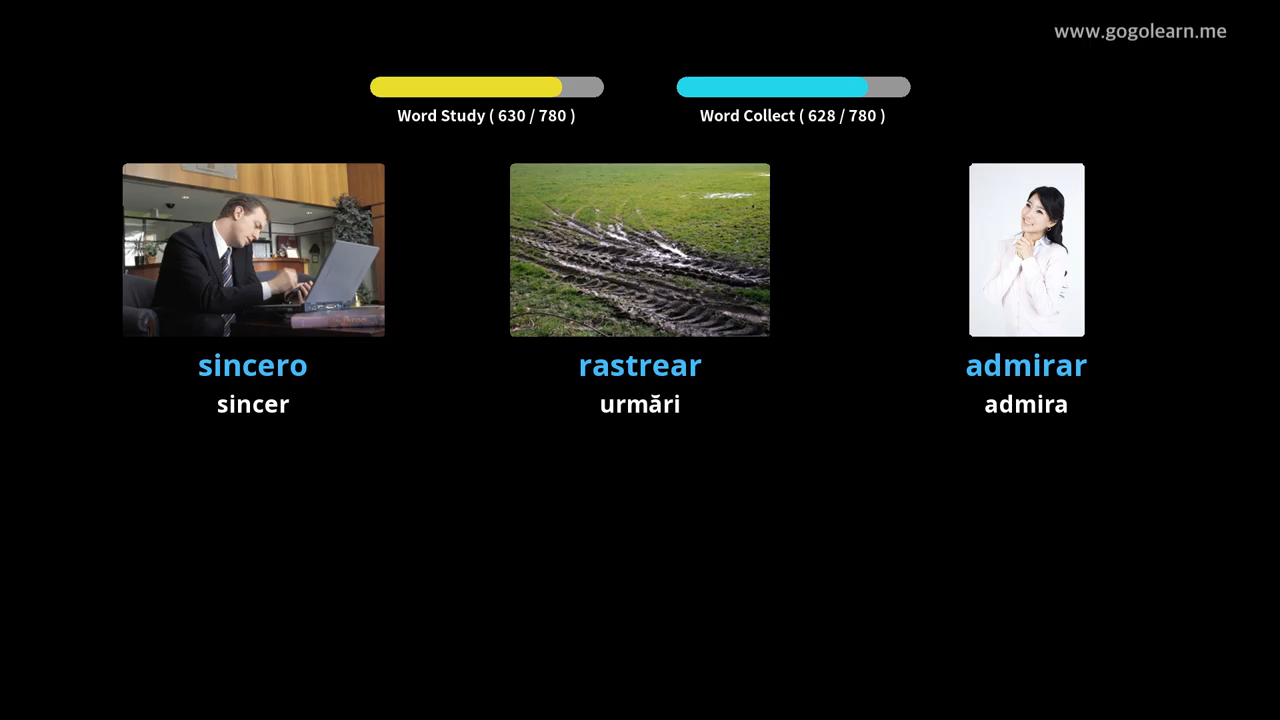 www.gogolearn.me
Word Study ( 630 / 780 )
Word Collect ( 628 / 780 )
sincero
sincer
rastrear
urmări
admirar
admira